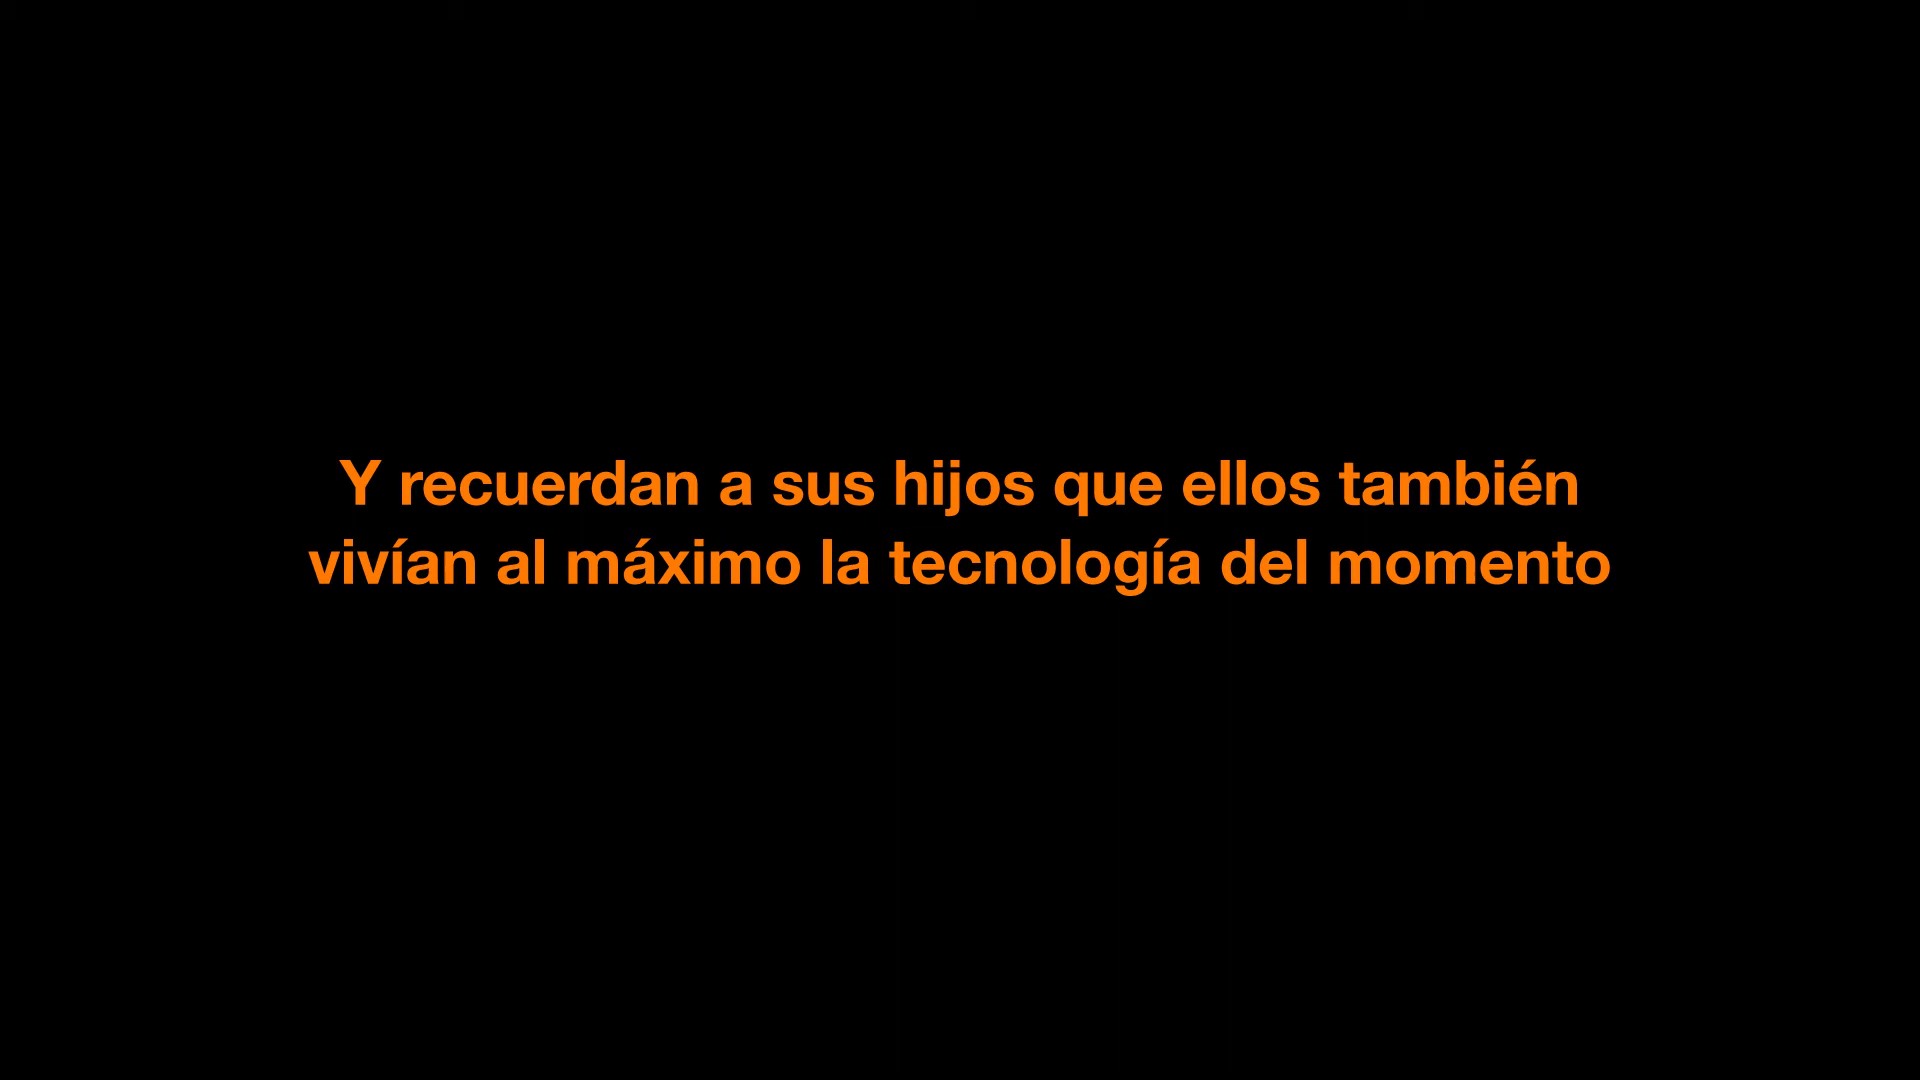 Y recuerdan a sus hijos que ellos también
vivían al máximo la tecnología del momento